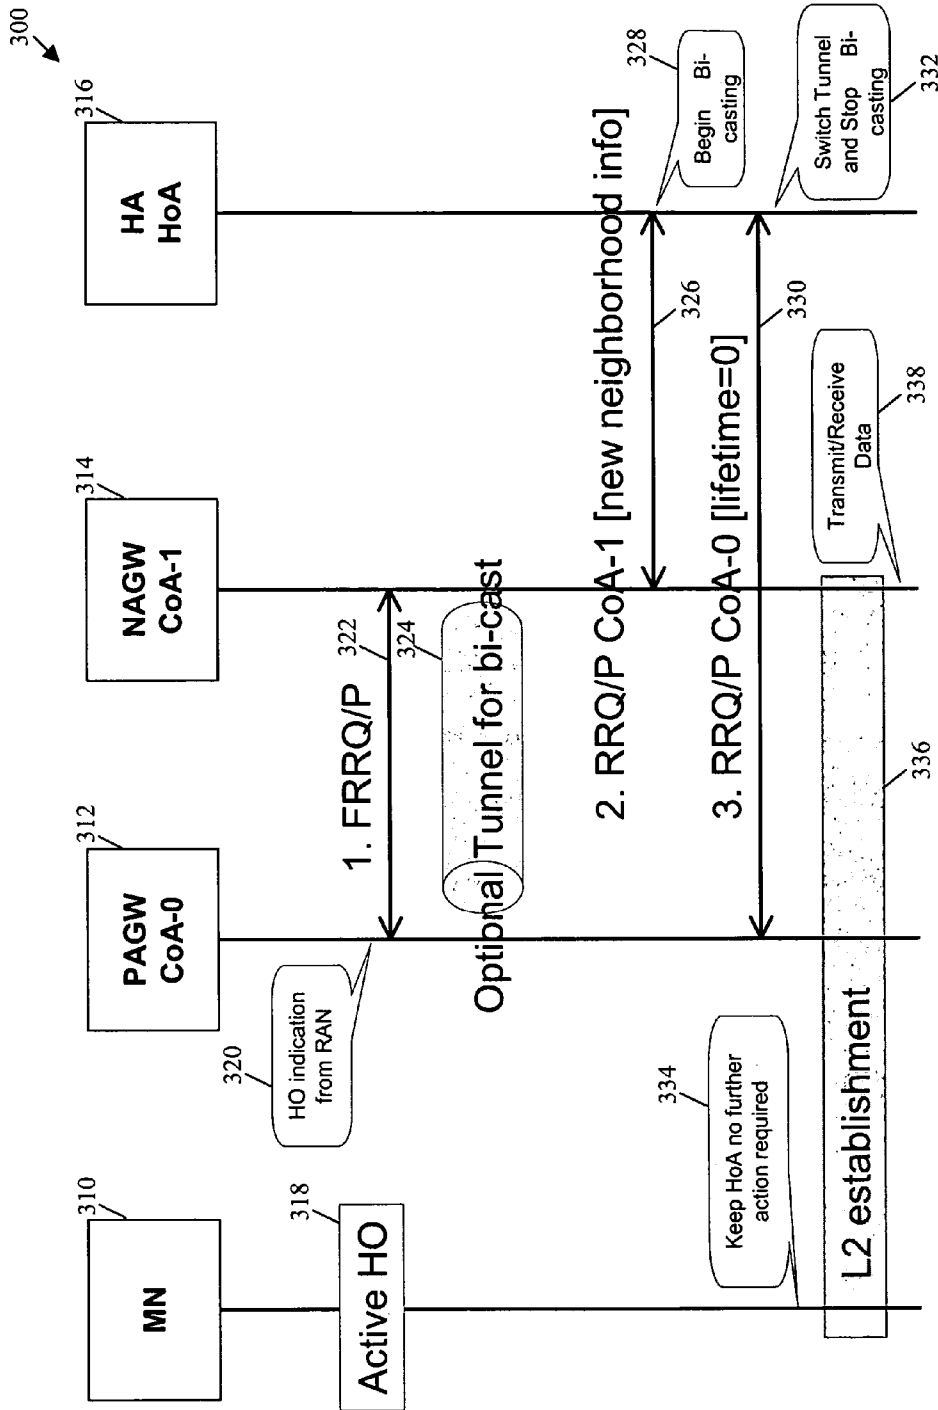 300
310
MN
312
PAGW
CoA-0
314
NAGW
CoA-1
316
HA
HoA
318
Active HO
320
HO indication
from RAN
1. FRRQ/P
322
324
Optional Tunnel for bi-cast
2. RRQ/P CoA-1 [new neighborhood info]
326
328
Begin Bi-
casting
3. RRQ/P CoA-0 [lifetime=0]
330
332
Switch Tunnel
and Stop Bi-
casting
334
Keep HoA no further
action required
L2 establishment
336
338
Transmit/Receive
Data